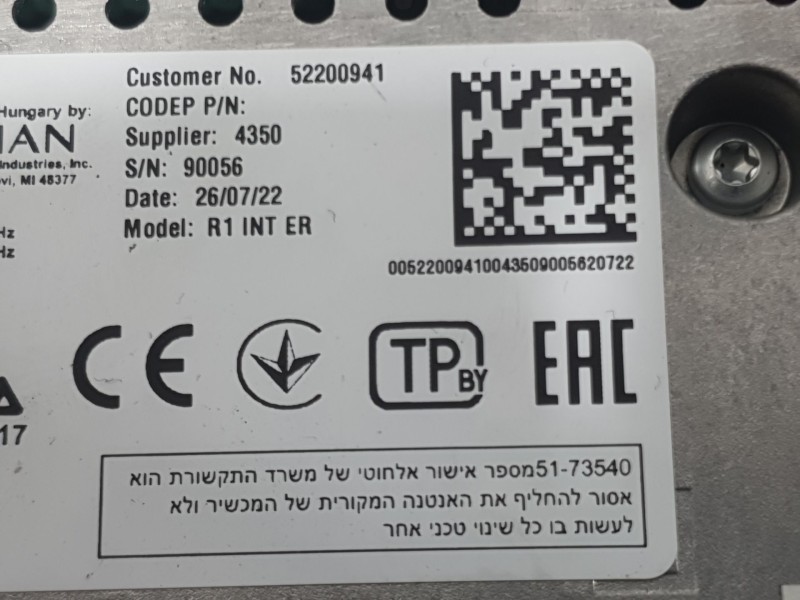 Hungary by:
MAN
Industries, Inc.
vi, MI 48377
Hz
Hz
Customer No. 52200941
CODEP P/N:
Supplier: 4350
S/N: 90056
Date: 26/07/22
Model: R1 INT ER
00522009410043509005620722
CE
TP BY
EAC
17
51-73540מספר אישור אלחוטי של משרד התקשורת הוא
אסור להחליף את האנטנה המקורית של המכשיר ולא
לעשות בו כל שינוי טכני אחר